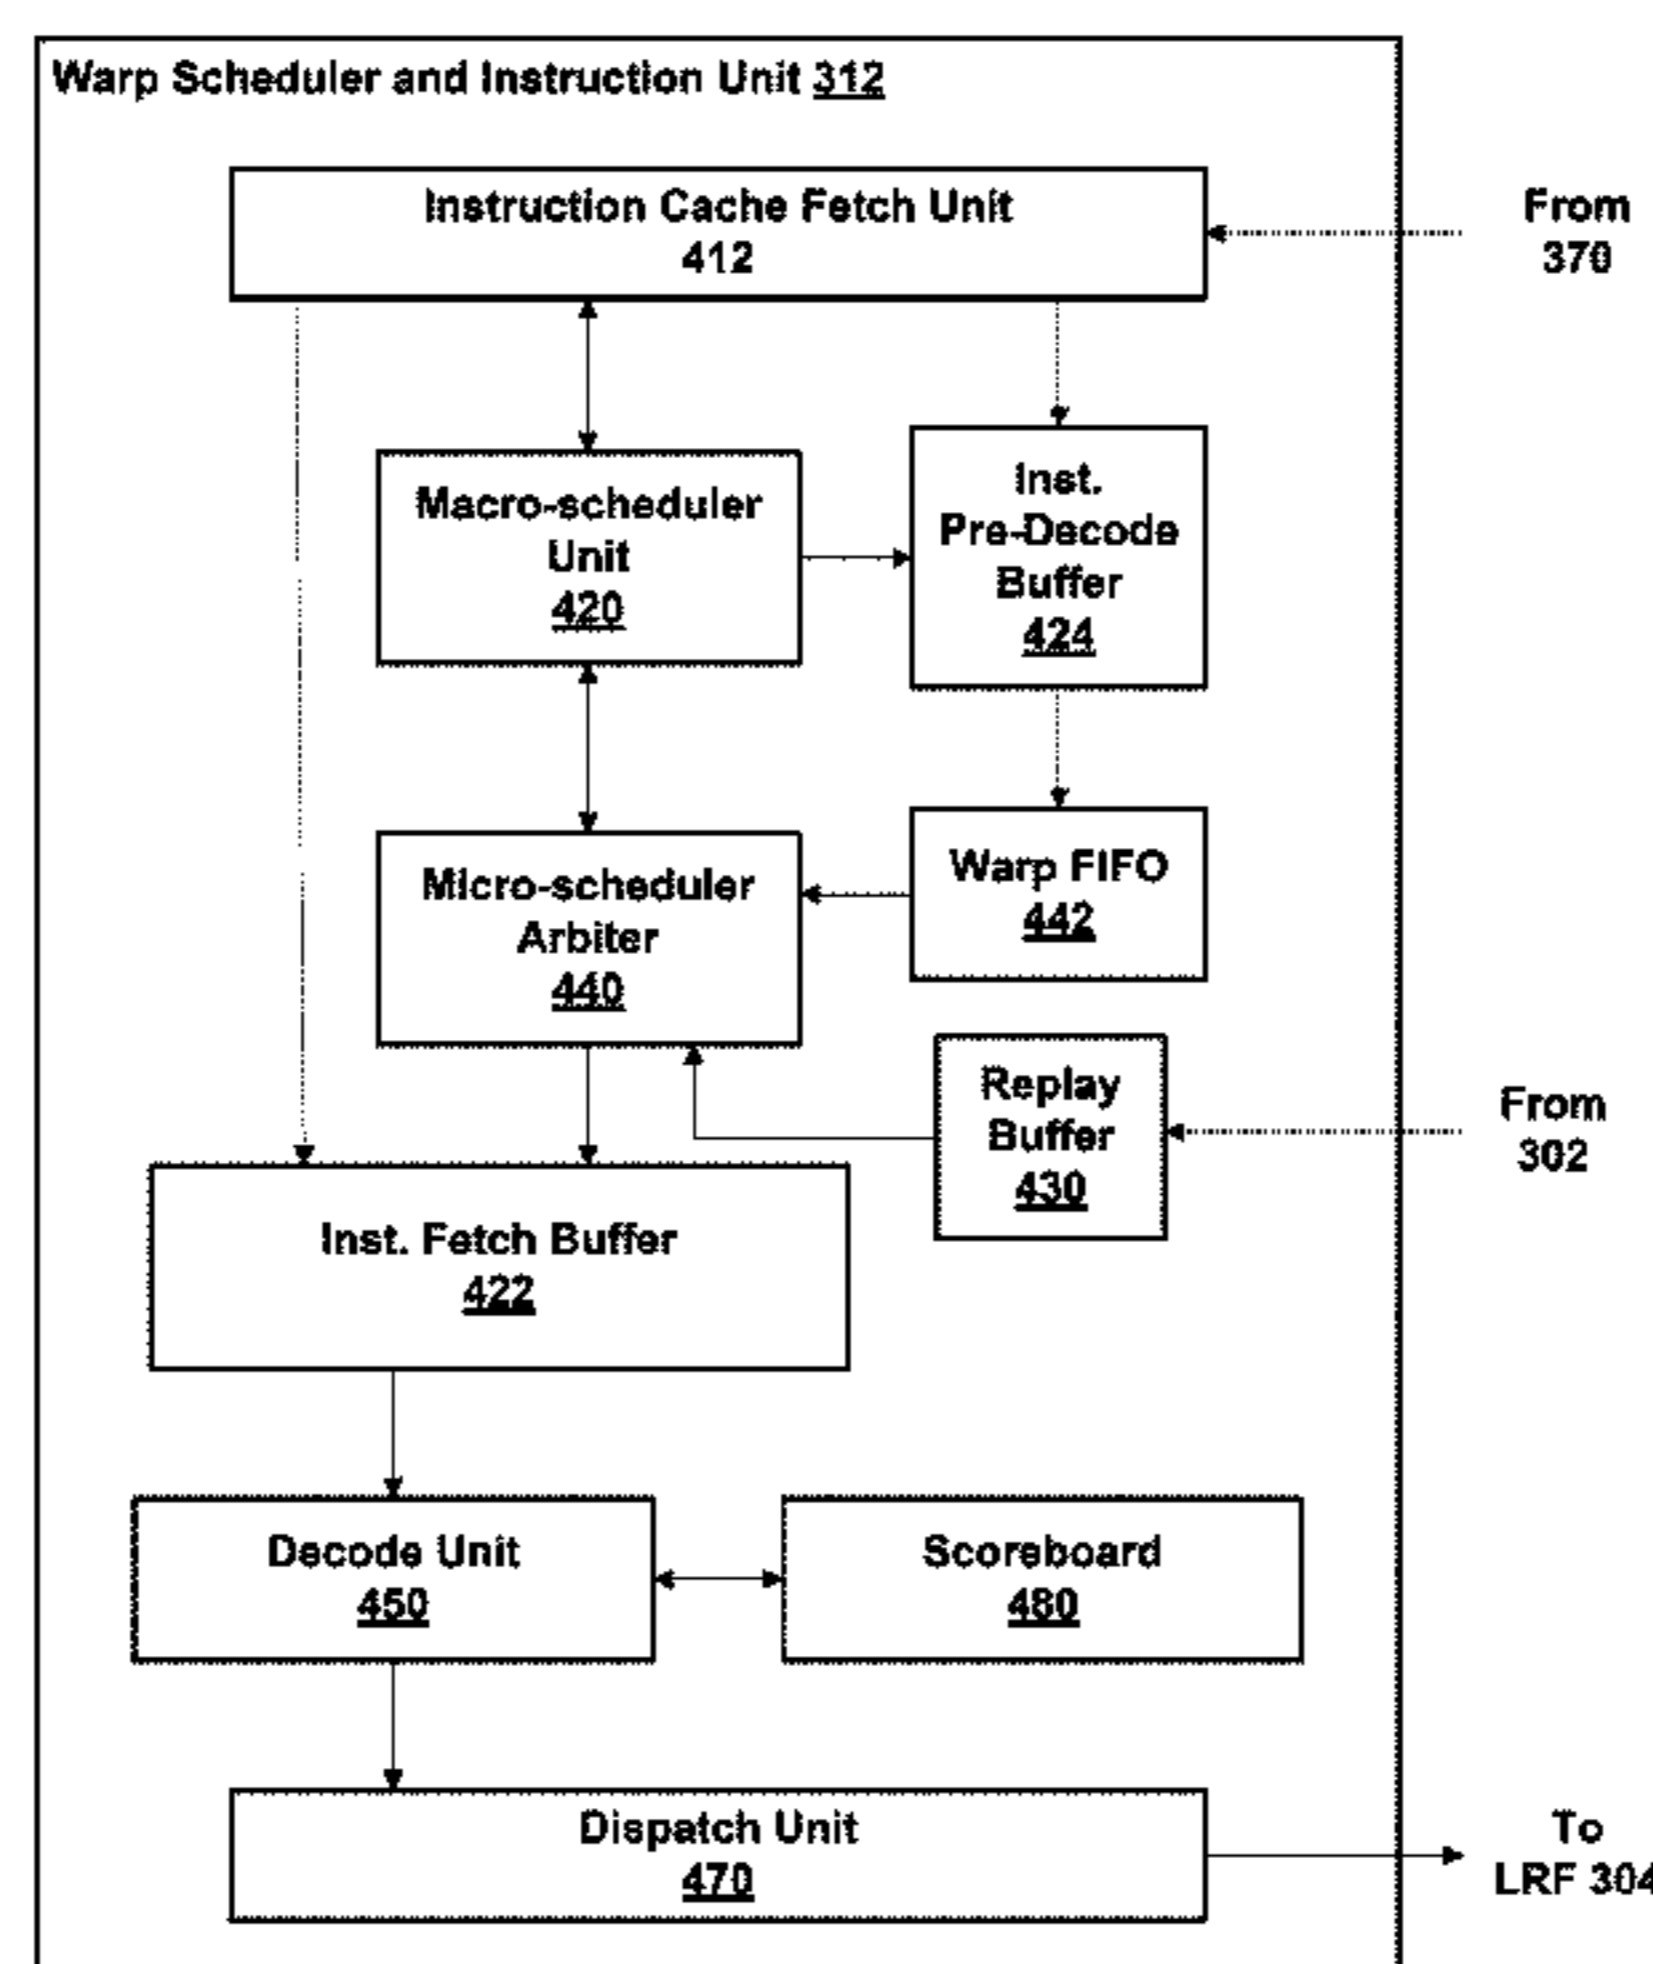 Warp Scheduler and Instruction Unit 312
Instruction Cache Fetch Unit
412
From
370
Macro-scheduler
Unit
420
Inst.
Pre-Decode
Buffer
424
Micro-scheduler
Arbiter
440
Warp FIFO
442
Replay
Buffer
430
From
302
Inst. Fetch Buffer
422
Decode Unit
450
Scoreboard
480
Dispatch Unit
470
To
LRF 304